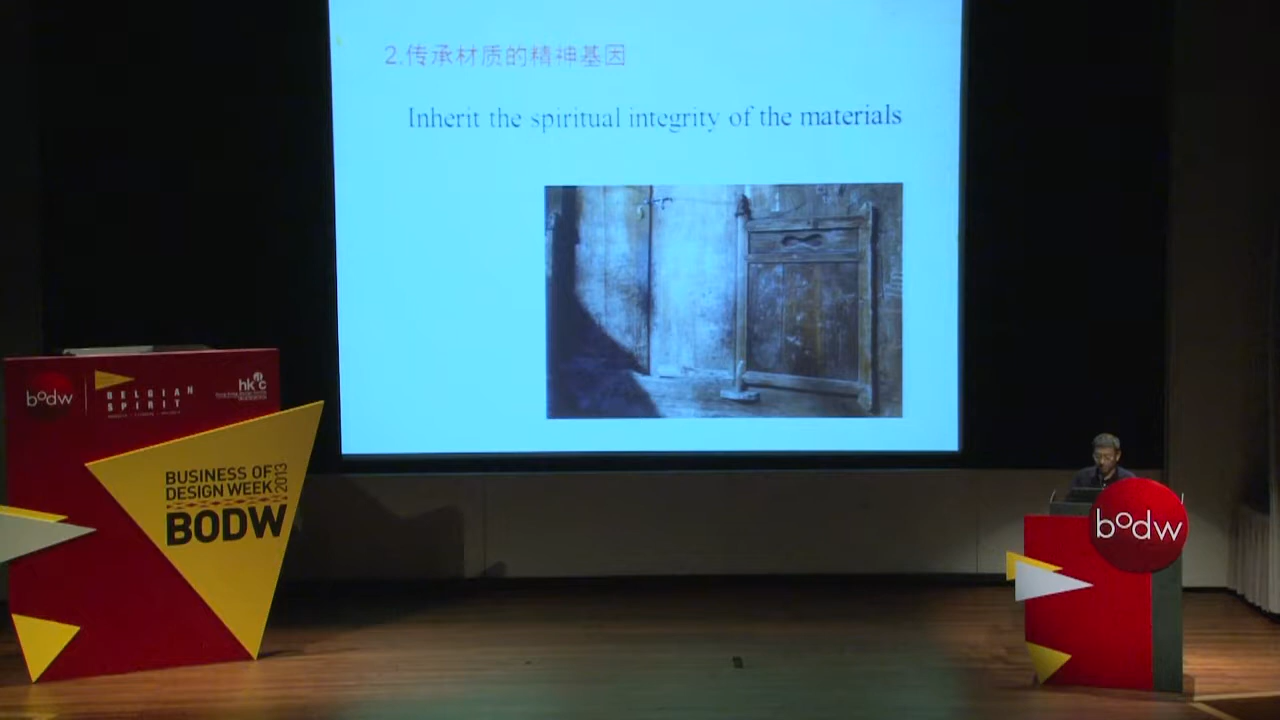 2.传承材质的精神基因
Inherit the spiritual integrity of the materials
bodw
BELGIAN
SPIRIT
hk c
BUSINESS OF
DESIGN WEEK 2013
BODW
bodw